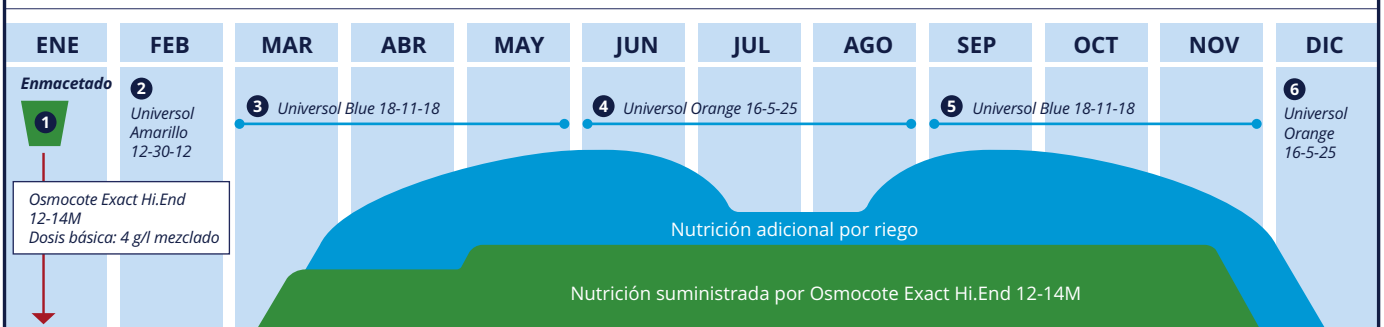 ENE FEB MAR ABR MAY JUN JUL AGO SEP OCT NOV DIC
Enmacetado
1
2
Universol
Amarillo
12-30-12
3 Universol Blue 18-11-18
4 Universol Orange 16-5-25
5 Universol Blue 18-11-18
6
Universol
Orange
16-5-25
Osmocote Exact Hi.End
12-14M
Dosis básica: 4 g/l mezclado
Nutrición adicional por riego
Nutrición suministrada por Osmocote Exact Hi.End 12-14M